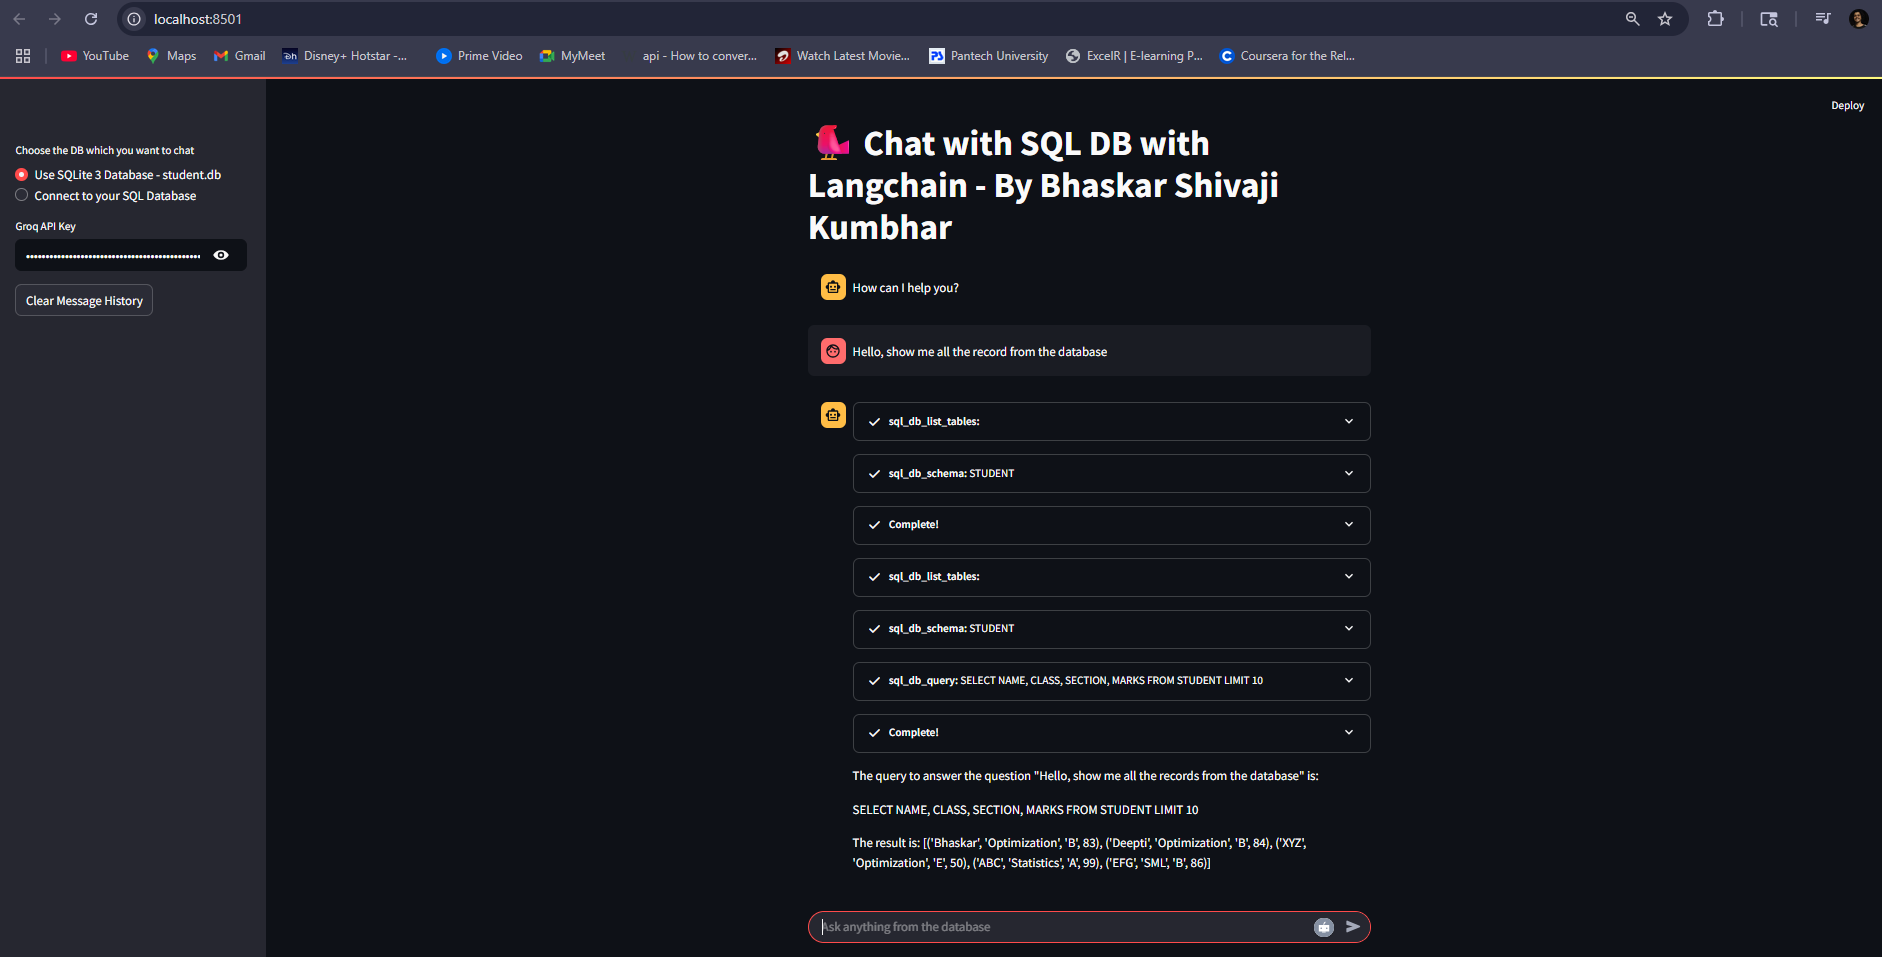 localhost:8501
YouTube
Maps
Gmail
Disney+ Hotstar -...
Prime Video
MyMeet
api - How to conver...
Watch Latest Movie...
Pantech University
ExcelR | E-learning P...
Coursera for the Rel...
Deploy
Choose the DB which you want to chat
Use SQLite 3 Database - student.db
Connect to your SQL Database
Groq API Key
Clear Message History
Chat with SQL DB with
Langchain - By Bhaskar Shivaji
Kumbhar
How can I help you?
Hello, show me all the record from the database
sql_db_list_tables:
sql_db_schema: STUDENT
Complete!
sql_db_list_tables:
sql_db_schema: STUDENT
sql_db_query: SELECT NAME, CLASS, SECTION, MARKS FROM STUDENT LIMIT 10
Complete!
The query to answer the question "Hello, show me all the records from the database" is:
SELECT NAME, CLASS, SECTION, MARKS FROM STUDENT LIMIT 10
The result is: [('Bhaskar', 'Optimization', 'B', 83), ('Deepti', 'Optimization', 'B', 84), ('XYZ',
'Optimization', 'E', 50), ('ABC', 'Statistics', 'A', 99), ('EFG', 'SML', 'B', 86)]
Ask anything from the database